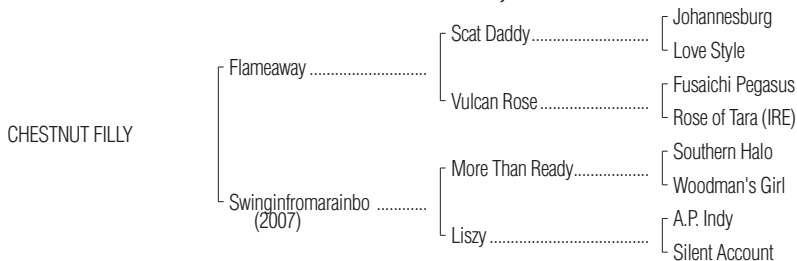 Johannesburg
Scat Daddy
Love Style
Flameaway
Fusaichi Pegasus
Vulcan Rose
Rose of Tara (IRE)
CHESTNUT FILLY
Southern Halo
More Than Ready
Woodman's Girl
Swinginfromarainbo
(2007)
A.P. Indy
Liszy
Silent Account